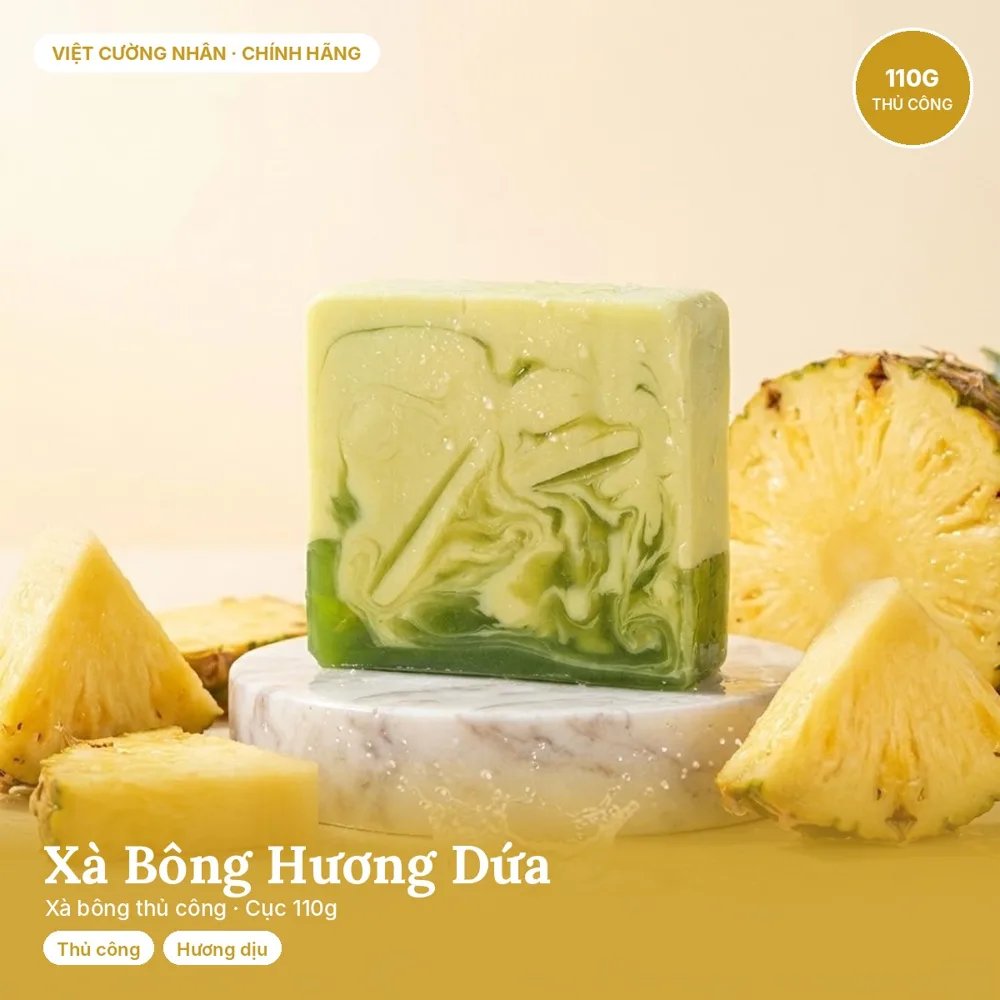 VIỆT CƯỜNG NHÂN · CHÍNH HÃNG
110G
THỦ CÔNG
Xà Bông Hương Dứa
Xà bông thủ công · Cục 110g
Thủ công
Hương dịu